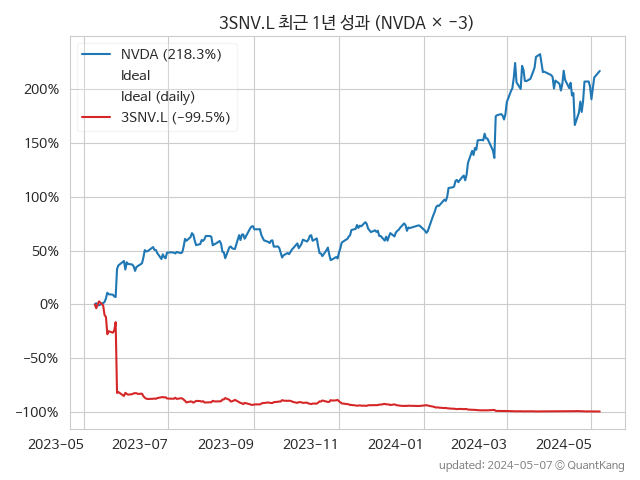 3SNV.L 최근 1년 성과 (NVDA × −3)
NVDA (218.3%)
Ideal
Ideal (daily)
3SNV.L (−99.5%)
200%
150%
100%
50%
0%
−50%
−100%
2023-05
2023-07
2023-09
2023-11
2024-01
2024-03
2024-05
updated: 2024-05-07 © QuantKang